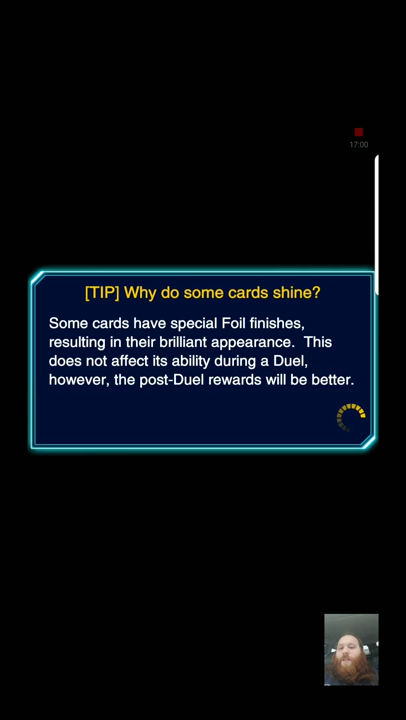 17:00
[TIP] Why do some cards shine?
Some cards have special Foil finishes,
resulting in their brilliant appearance.  This
does not affect its ability during a Duel,
however, the post-Duel rewards will be better.